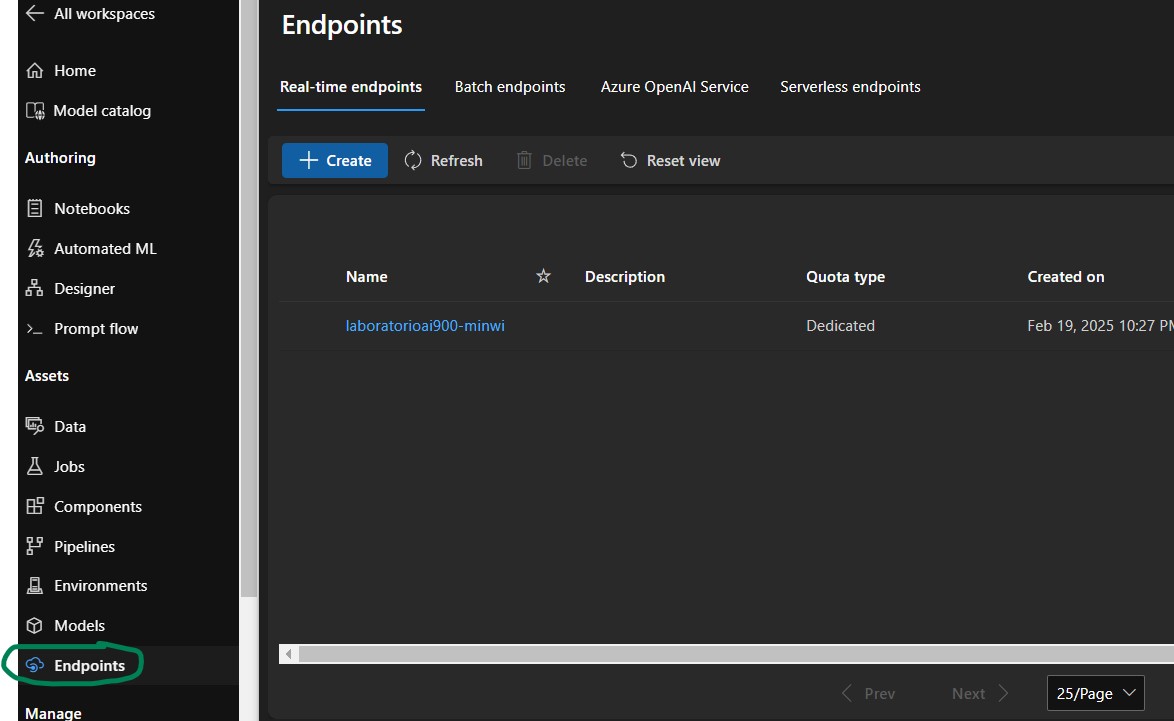 All workspaces
Home
Model catalog
Authoring
Notebooks
Automated ML
Designer
Prompt flow
Assets
Data
Jobs
Components
Pipelines
Environments
Models
Endpoints
Manage
Endpoints
Real-time endpoints Batch endpoints Azure OpenAI Service Serverless endpoints
Create Refresh Delete Reset view
Name Description Quota type Created on
laboratorioai900-minwi Dedicated Feb 19, 2025 10:27 PM
Prev Next 25/Page